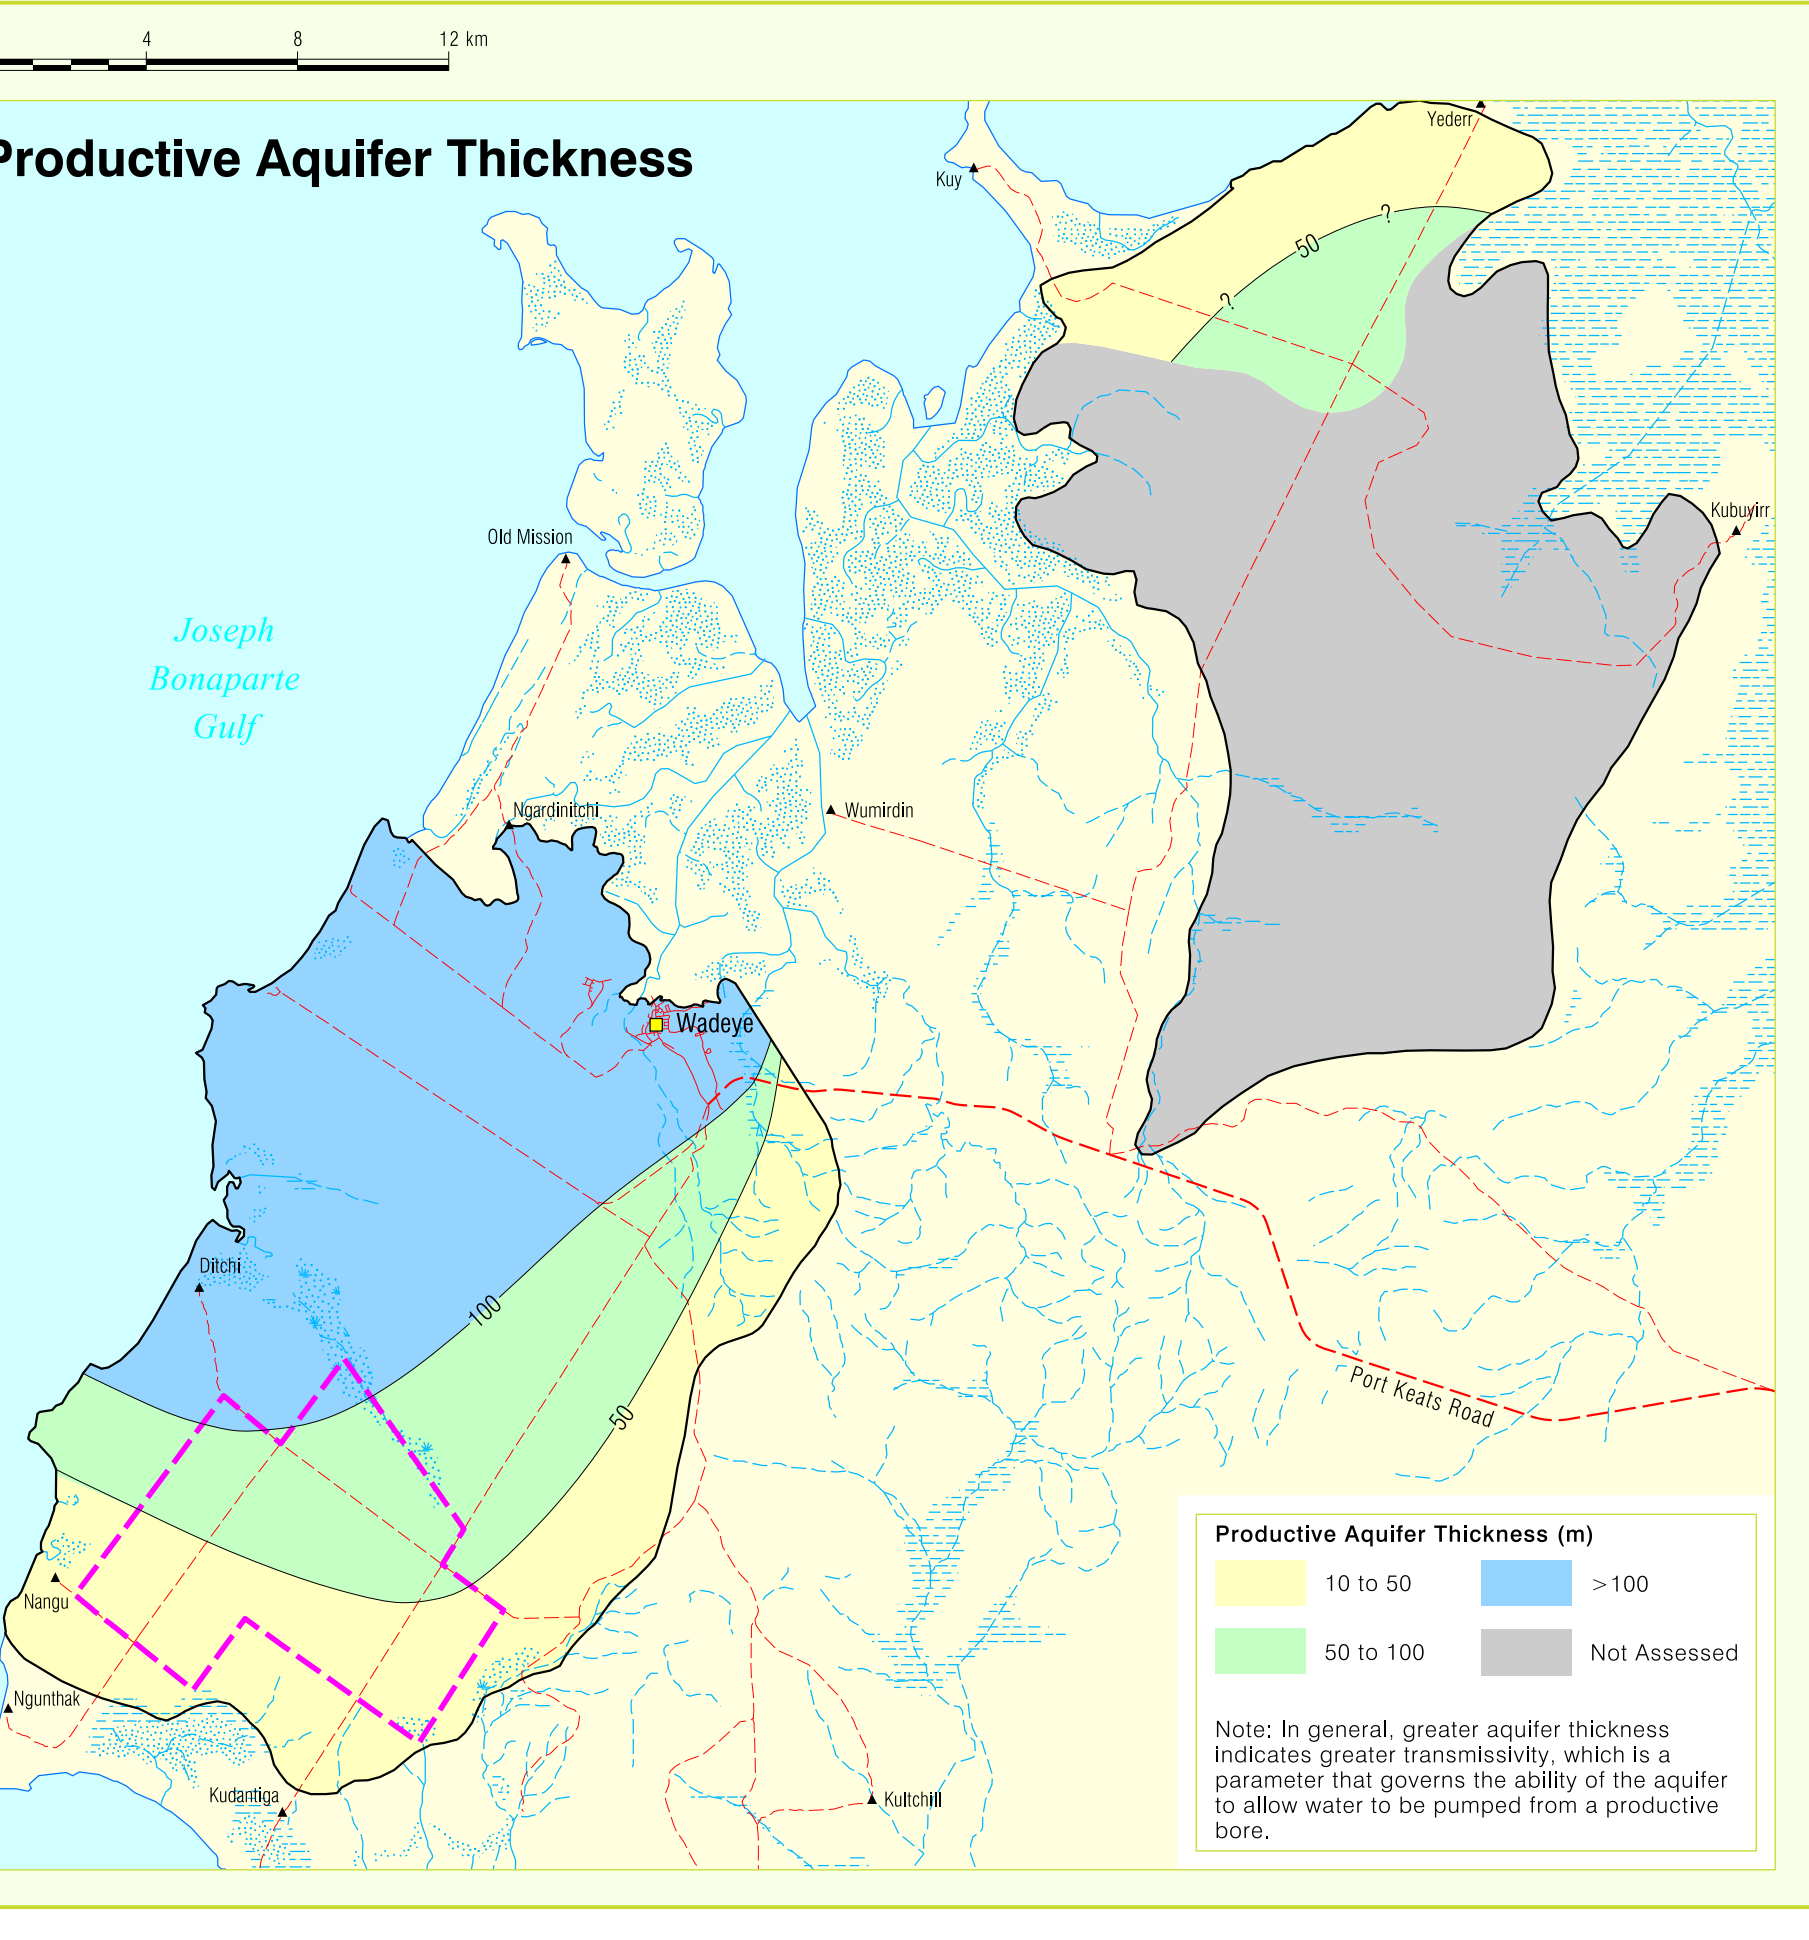 4 8 12 km
Productive Aquifer Thickness
Yederr
Kuy
?
50
?
Old Mission
Kubuyirr
Joseph
Bonaparte
Gulf
Ngardinitchi
Wumirdin
Wadeye
Ditchi
100
50
Port Keats Road
Nangu
Ngunthak
Kudantiga
Kultchill
Productive Aquifer Thickness (m)
10 to 50 >100
50 to 100 Not Assessed
Note: In general, greater aquifer thickness
indicates greater transmissivity, which is a
parameter that governs the ability of the aquifer
to allow water to be pumped from a productive
bore.